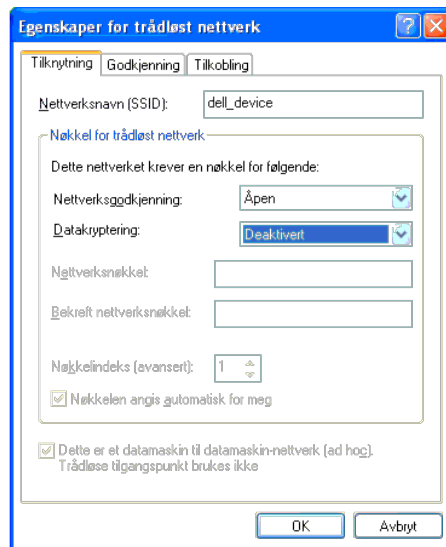 Egenskaper for trådløst nettverk
Tilknytning Godkjenning Tilkobling
Nettverksnavn (SSID): dell_device
Nøkkel for trådløst nettverk
Dette nettverket krever en nøkkel for følgende:
Nettverksgodkjenning: Åpen
Datakryptering: Deaktivert
Nettverksnøkkel:
Bekreft nettverksnøkkel:
Nøkkelindeks (avansert): 1
Nøkkelen angis automatisk for meg
Dette er et datamaskin til datamaskin-nettverk (ad hoc).
Trådløse tilgangspunkt brukes ikke
OK Avbryt